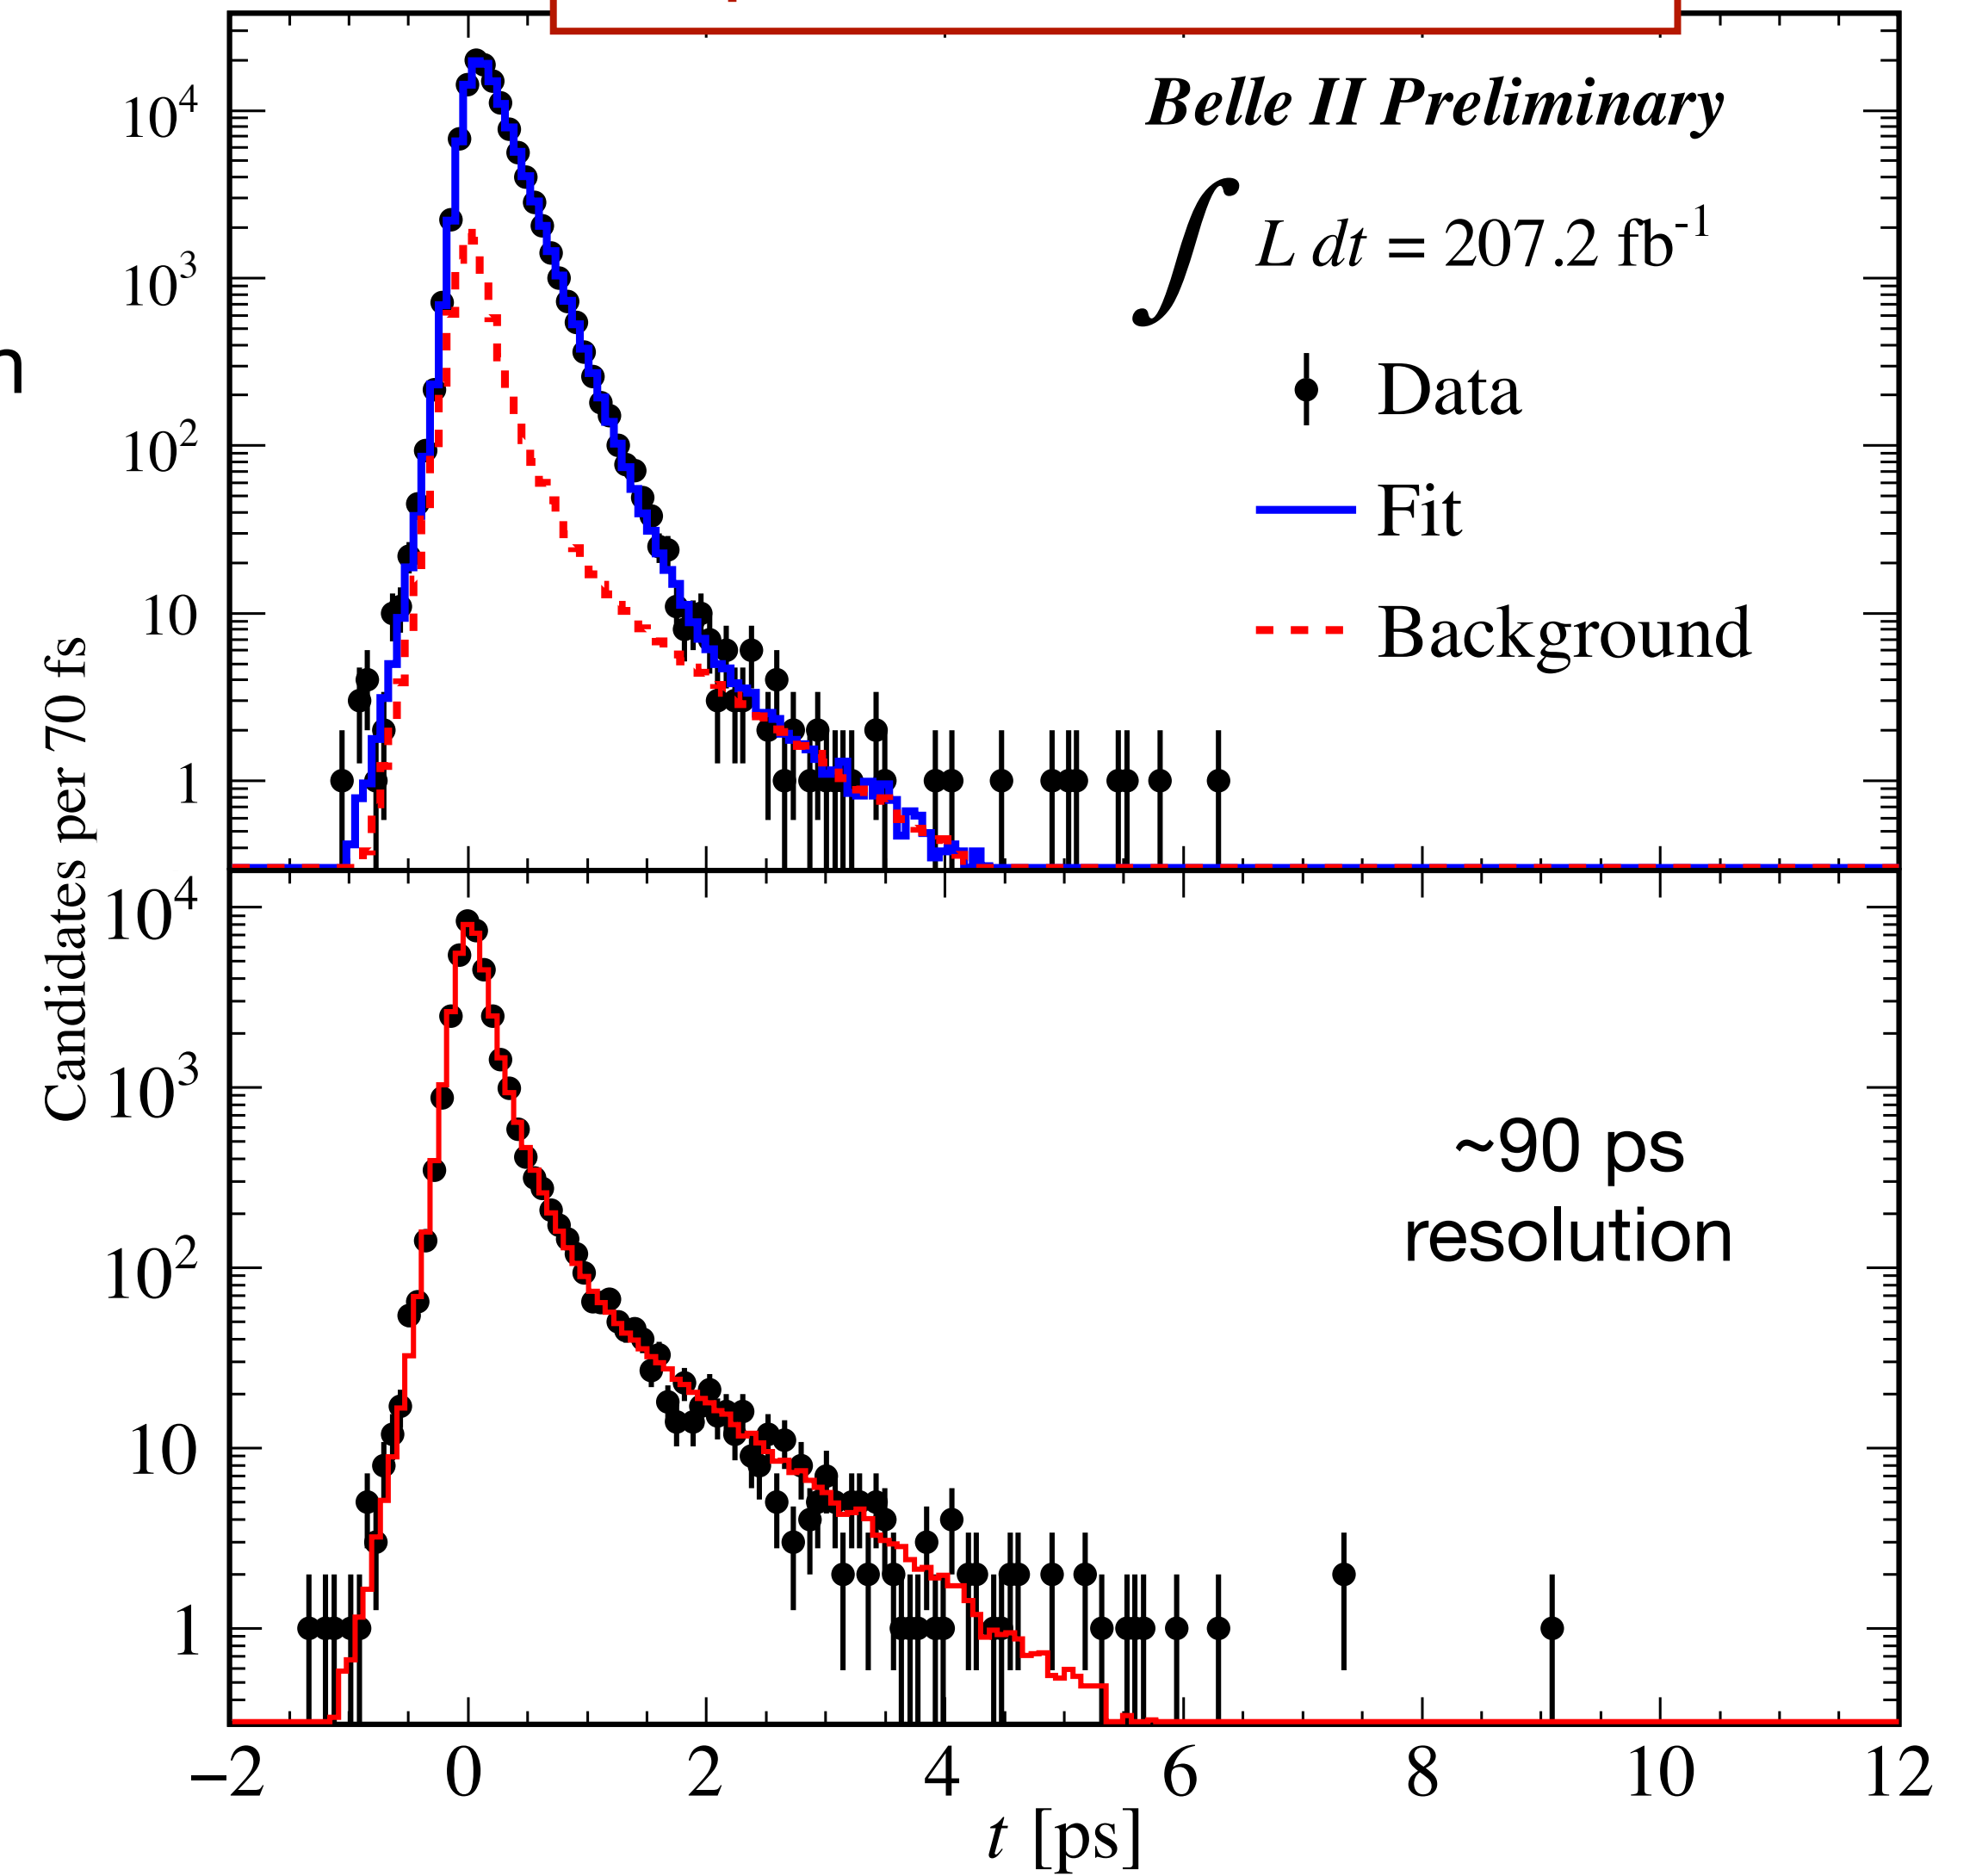 Belle II Preliminary
∫ L dt = 207.2 fb⁻¹
n
Data
Fit
Background
10⁴
10³
10²
10
1
Candidates per 70 fs
10⁴
10³
10²
10
1
~90 ps
resolution
−2 0 2 4 6 8 10 12
t [ps]